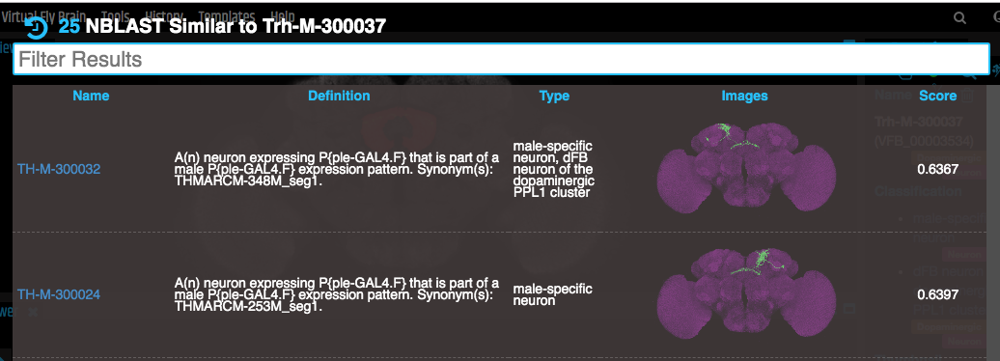 Virtual Fly Brain Tools History Templates Help
25 NBLAST Similar to Trh-M-300037
Filter Results
Name Definition Type Images Score
TH-M-300032
A(n) neuron expressing P{ple-GAL4.F} that is part of a
male P{ple-GAL4.F} expression pattern. Synonym(s):
THMARCM-348M_seg1.
male-specific
neuron, dFB
neuron of the
dopaminergic
PPL1 cluster
0.6367
TH-M-300024
A(n) neuron expressing P{ple-GAL4.F} that is part of a
male P{ple-GAL4.F} expression pattern. Synonym(s):
THMARCM-253M_seg1.
male-specific
neuron
0.6397
Name
Trh-M-300037
(VFB_00003534)
Classification